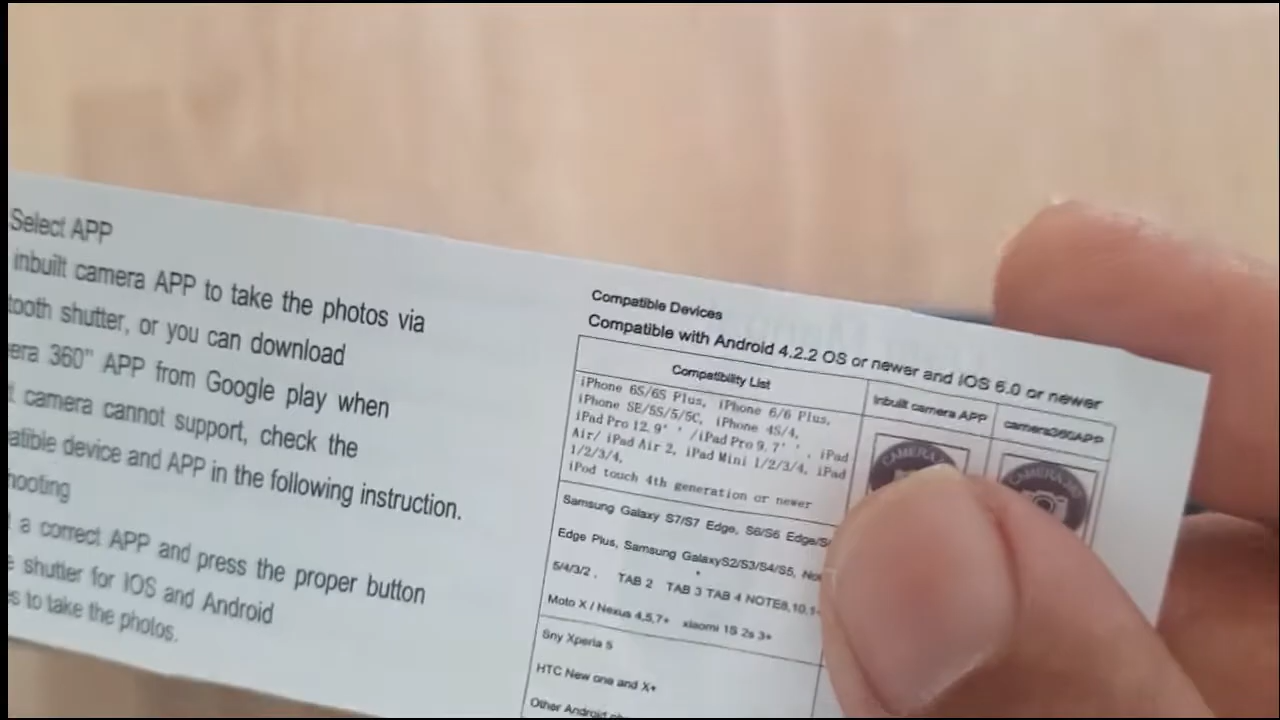 Select APP
inbuilt camera APP to take the photos via
tooth shutter, or you can download
era 360" APP from Google play when
t camera cannot support, check the
atible device and APP in the following instruction.
hooting
t a correct APP and press the proper button
e shutter for IOS and Android
s to take the photos.
Compatible Devices
Compatible with Android 4.2.2 OS or newer and IOS 6.0 or newer
Compatibility List
inbuilt camera APP
camera360APP
iPhone 6S/6S Plus, iPhone 6/6 Plus,
iPhone SE/5S/5/5C, iPhone 4S/4,
iPad Pro 12.9'' /iPad Pro 9.7'' , iPad
Air/ iPad Air 2, iPad Mini 1/2/3/4, iPad
1/2/3/4,
iPod touch 4th generation or newer
CAMERA
CAMERA360
Samsung Galaxy S7/S7 Edge, S6/S6 Edge/S
Edge Plus, Samsung GalaxyS2/S3/S4/S5, No
5/4/3/2 , TAB 2 TAB 3 TAB 4 NOTE8,10.1
Moto X / Nexus 4,5,7+ xiaomi 1S 2s 3+
Sny Xperia 5
HTC New one and X+
Other Android